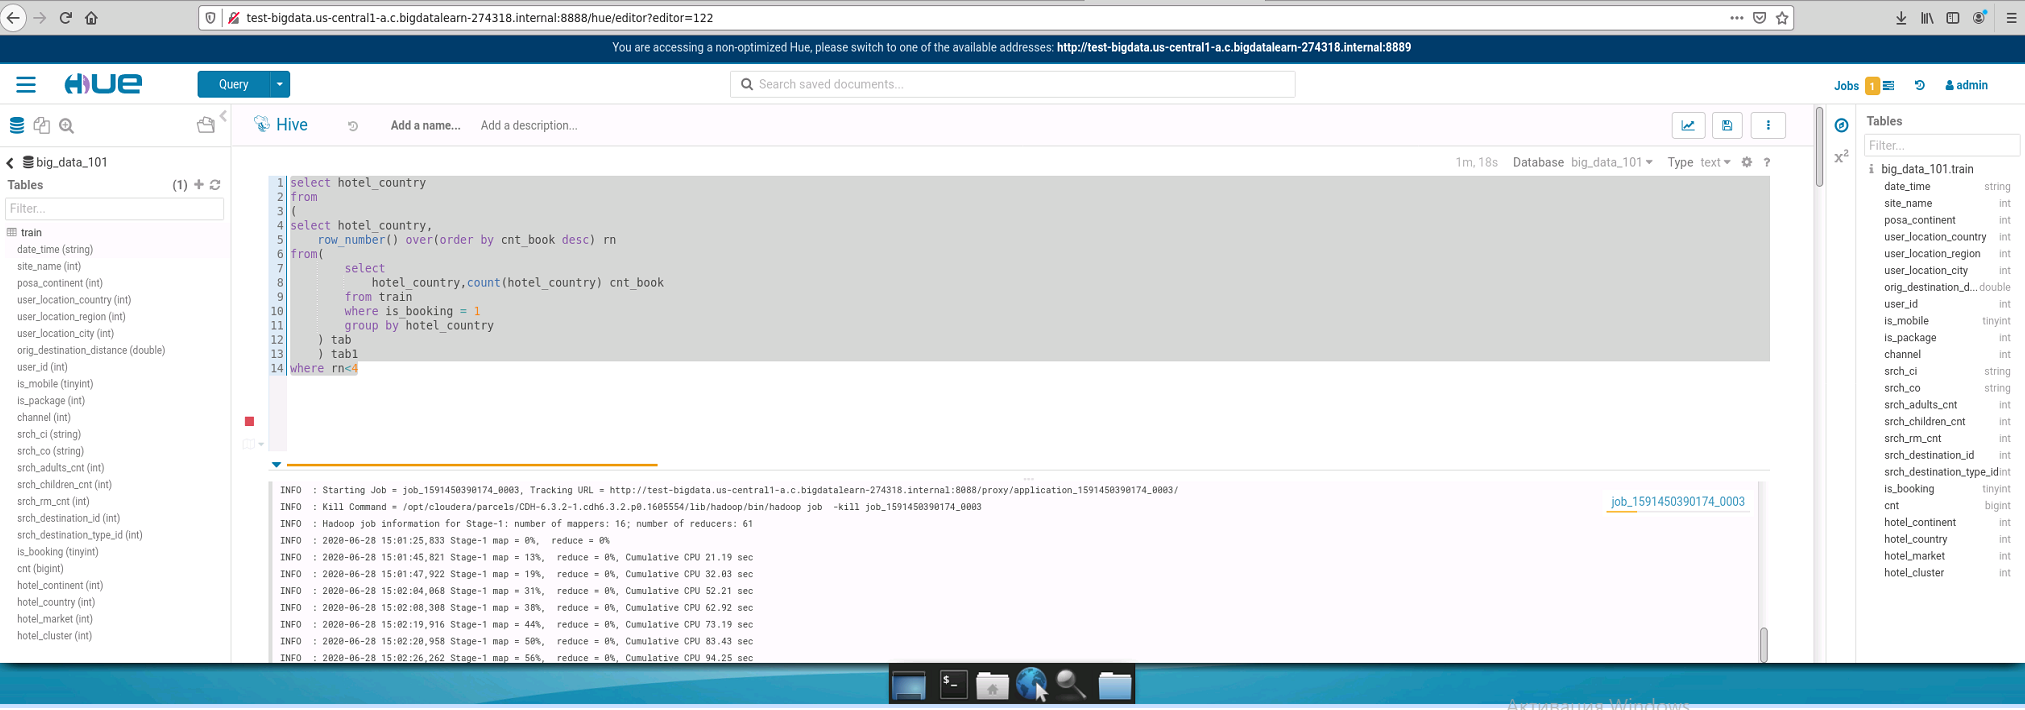 test-bigdata.us-central1-a.c.bigdatalearn-274318.internal:8888/hue/editor?editor=122
You are accessing a non-optimized Hue, please switch to one of the available addresses: http://test-bigdata.us-central1-a.c.bigdatalearn-274318.internal:8889
HUE
Query
Search saved documents...
Jobs 1
admin
Hive
Add a name...
Add a description...
big_data_101
Tables (1)
Filter...
train
date_time (string)
site_name (int)
posa_continent (int)
user_location_country (int)
user_location_region (int)
user_location_city (int)
orig_destination_distance (double)
user_id (int)
is_mobile (tinyint)
is_package (int)
channel (int)
srch_ci (string)
srch_co (string)
srch_adults_cnt (int)
srch_children_cnt (int)
srch_rm_cnt (int)
srch_destination_id (int)
srch_destination_type_id (int)
is_booking (tinyint)
cnt (bigint)
hotel_continent (int)
hotel_country (int)
hotel_market (int)
hotel_cluster (int)
1m, 18s Database big_data_101 Type text ?
1 select hotel_country
2 from
3 (
4 select hotel_country,
5 row_number() over(order by cnt_book desc) rn
6 from(
7 select
8 hotel_country,count(hotel_country) cnt_book
9 from train
10 where is_booking = 1
11 group by hotel_country
12 ) tab
13 ) tab1
14 where rn<4
INFO : Starting Job = job_1591450390174_0003, Tracking URL = http://test-bigdata.us-central1-a.c.bigdatalearn-274318.internal:8088/proxy/application_1591450390174_0003/
INFO : Kill Command = /opt/cloudera/parcels/CDH-6.3.2-1.cdh6.3.2.p0.1605554/lib/hadoop/bin/hadoop job -kill job_1591450390174_0003
INFO : Hadoop job information for Stage-1: number of mappers: 16; number of reducers: 61
INFO : 2020-06-28 15:01:25,833 Stage-1 map = 0%, reduce = 0%
INFO : 2020-06-28 15:01:45,821 Stage-1 map = 13%, reduce = 0%, Cumulative CPU 21.19 sec
INFO : 2020-06-28 15:01:47,922 Stage-1 map = 19%, reduce = 0%, Cumulative CPU 32.03 sec
INFO : 2020-06-28 15:02:04,068 Stage-1 map = 31%, reduce = 0%, Cumulative CPU 52.21 sec
INFO : 2020-06-28 15:02:08,308 Stage-1 map = 38%, reduce = 0%, Cumulative CPU 62.92 sec
INFO : 2020-06-28 15:02:19,916 Stage-1 map = 44%, reduce = 0%, Cumulative CPU 73.19 sec
INFO : 2020-06-28 15:02:20,958 Stage-1 map = 50%, reduce = 0%, Cumulative CPU 83.43 sec
INFO : 2020-06-28 15:02:26,262 Stage-1 map = 56%, reduce = 0%, Cumulative CPU 94.25 sec
job_1591450390174_0003
x2
Tables
Filter...
i big_data_101.train
date_time string
site_name int
posa_continent int
user_location_country int
user_location_region int
user_location_city int
orig_destination_d... double
user_id int
is_mobile tinyint
is_package int
channel int
srch_ci string
srch_co string
srch_adults_cnt int
srch_children_cnt int
srch_rm_cnt int
srch_destination_id int
srch_destination_type_id int
is_booking tinyint
cnt bigint
hotel_continent int
hotel_country int
hotel_market int
hotel_cluster int
$_
Активация Windows